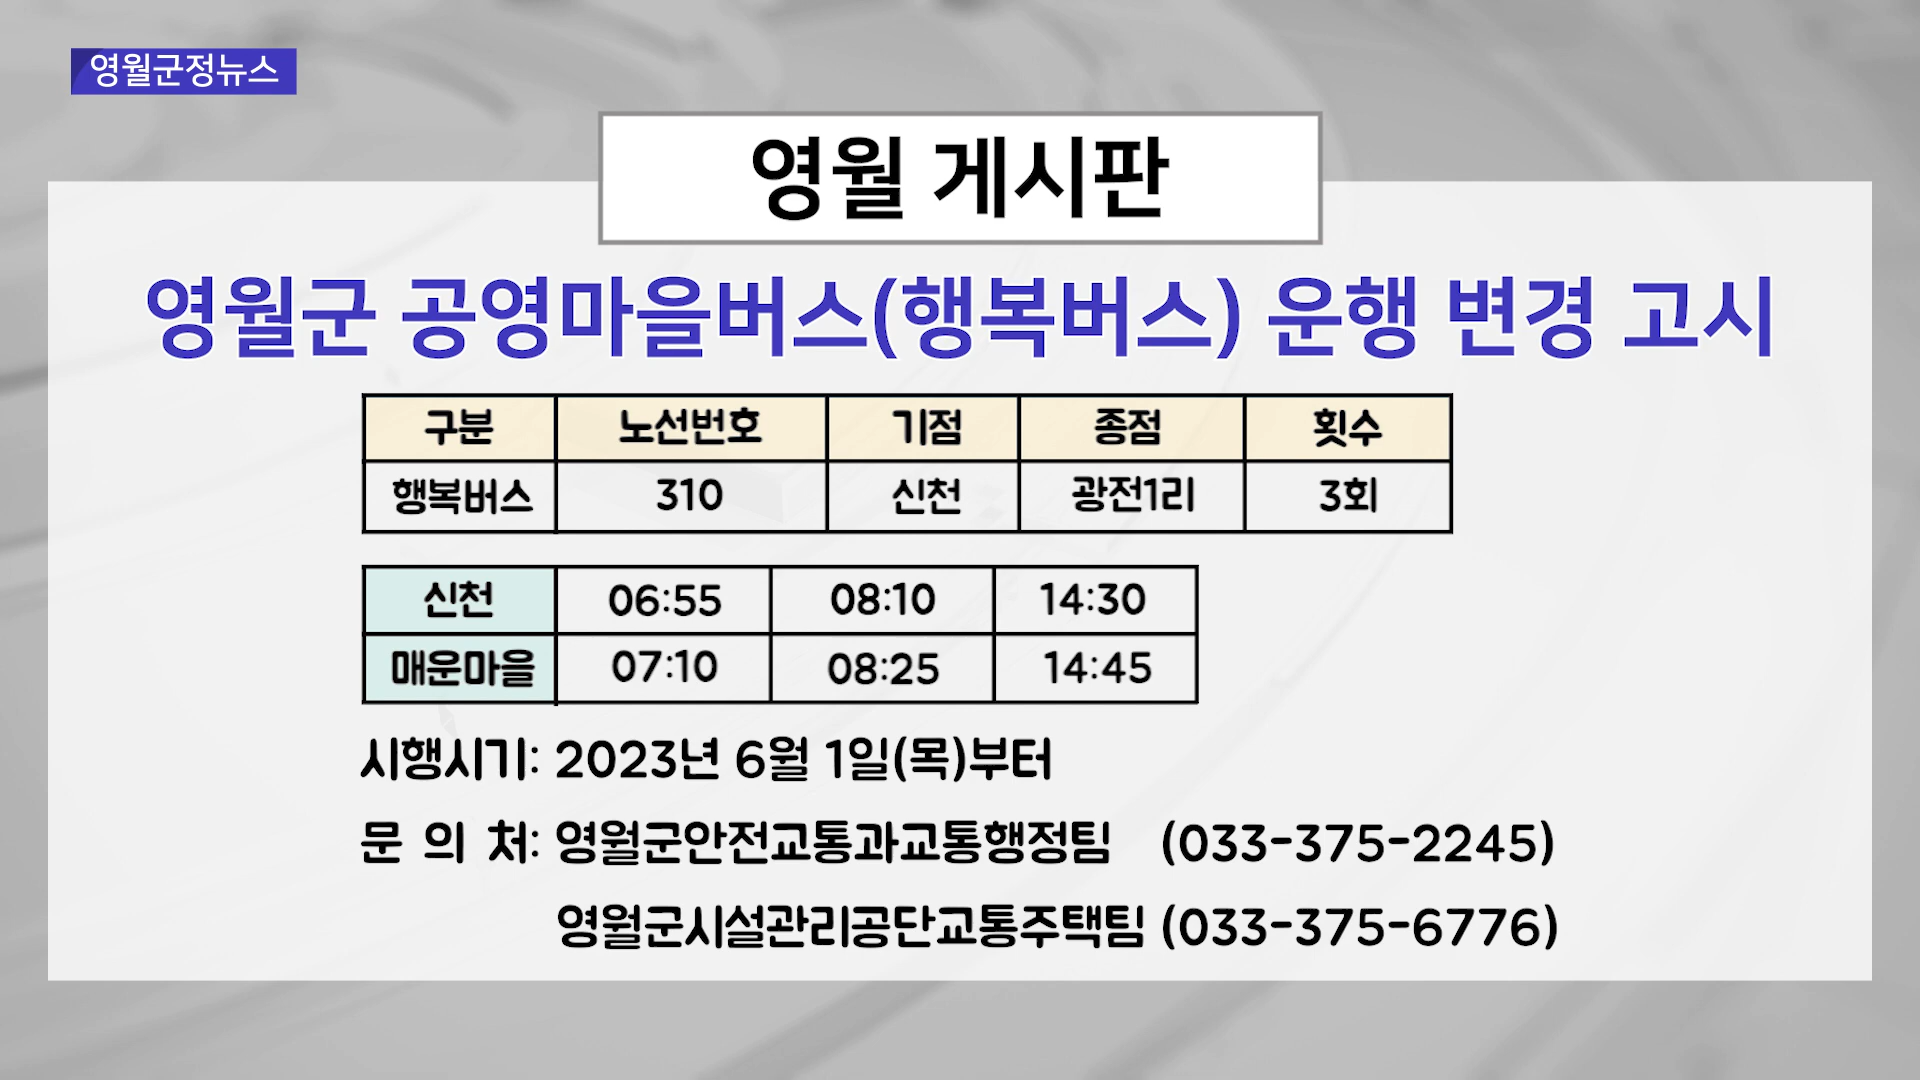 영월군정뉴스
영월 게시판
영월군 공영마을버스(행복버스) 운행 변경 고시
구분 노선번호 기점 종점 횟수
행복버스 310 신천 광전1리 3회
신천 06:55 08:10 14:30
매운마을 07:10 08:25 14:45
시행시기: 2023년 6월 1일(목)부터
문 의 처: 영월군안전교통과교통행정팀 (033-375-2245)
영월군시설관리공단교통주택팀 (033-375-6776)